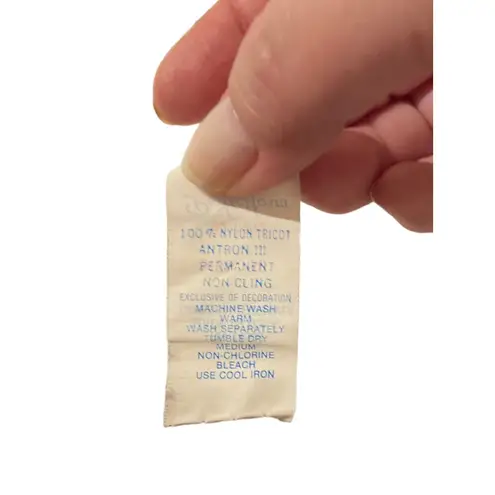 100% NYLON TRICOT
ANTRON III
PERMANENT
NON-CLING
EXCLUSIVE OF DECORATION
MACHINE WASH
WARM
WASH SEPARATELY
TUMBLE DRY
MEDIUM
NON-CHLORINE
BLEACH
USE COOL IRON